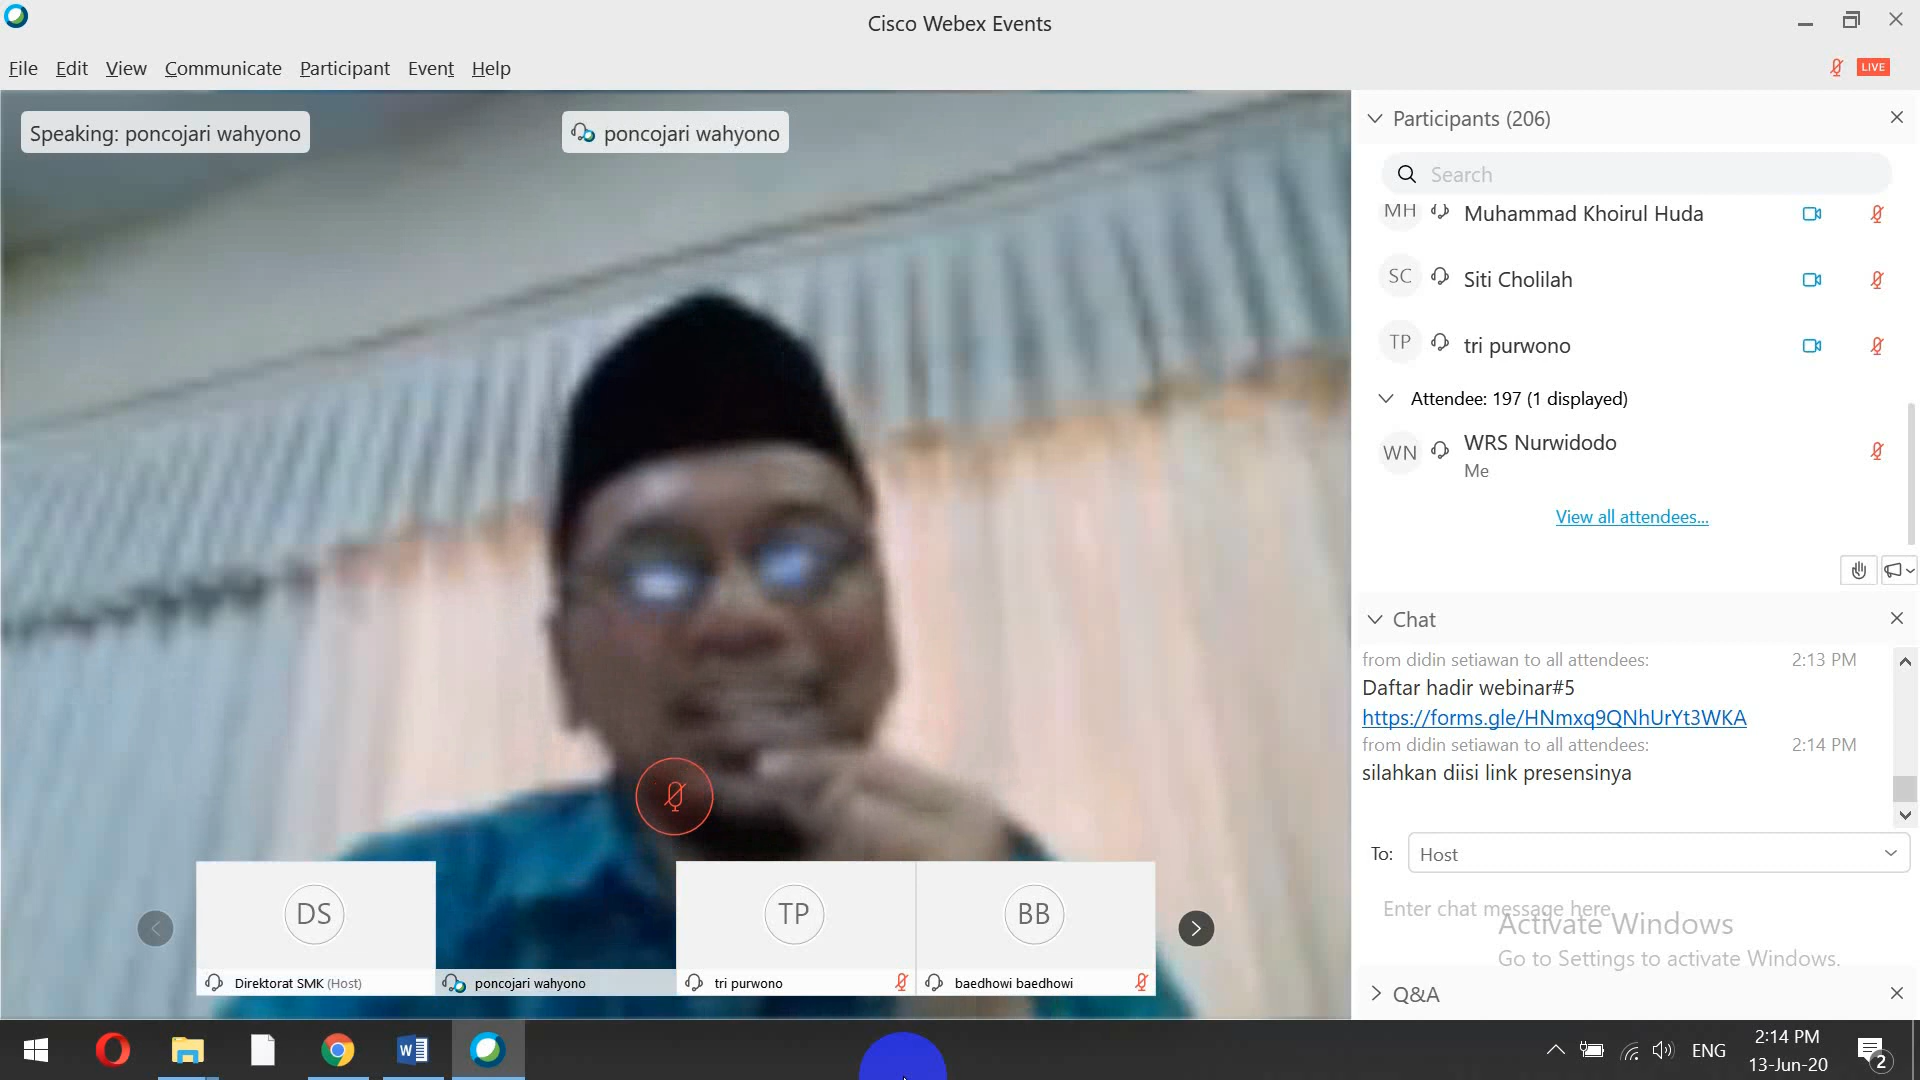 Cisco Webex Events
File Edit View Communicate Participant Event Help
LIVE
Speaking: poncojari wahyono
poncojari wahyono
Participants (206)
Search
MH Muhammad Khoirul Huda
SC Siti Cholilah
TP tri purwono
Attendee: 197 (1 displayed)
WN WRS Nurwidodo
Me
View all attendees...
Chat
from didin setiawan to all attendees: 2:13 PM
Daftar hadir webinar#5
https://forms.gle/HNmxq9QNhUrYt3WKA
from didin setiawan to all attendees: 2:14 PM
silahkan diisi link presensinya
To: Host
Enter chat message here
Activate Windows
Go to Settings to activate Windows.
Q&A
DS
TP
BB
Direktorat SMK (Host)
poncojari wahyono
tri purwono
baedhowi baedhowi
W
ENG
2:14 PM
13-Jun-20
2